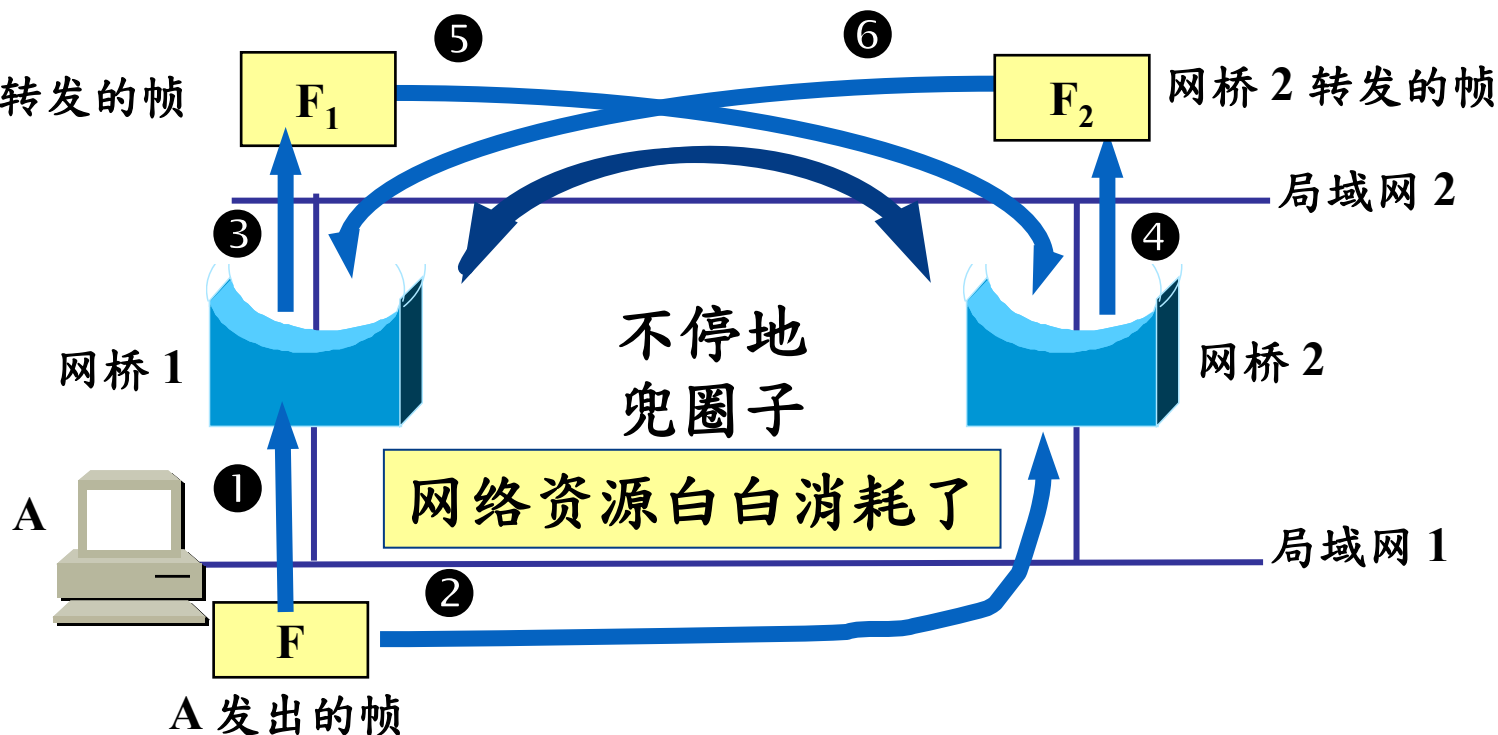 ❺
❻
转发的帧
F1
F2
网桥 2 转发的帧
局域网 2
❸
❹
不停地
兜圈子
网桥 1
网桥 2
网络资源白白消耗了
A
❶
局域网 1
❷
F
A 发出的帧